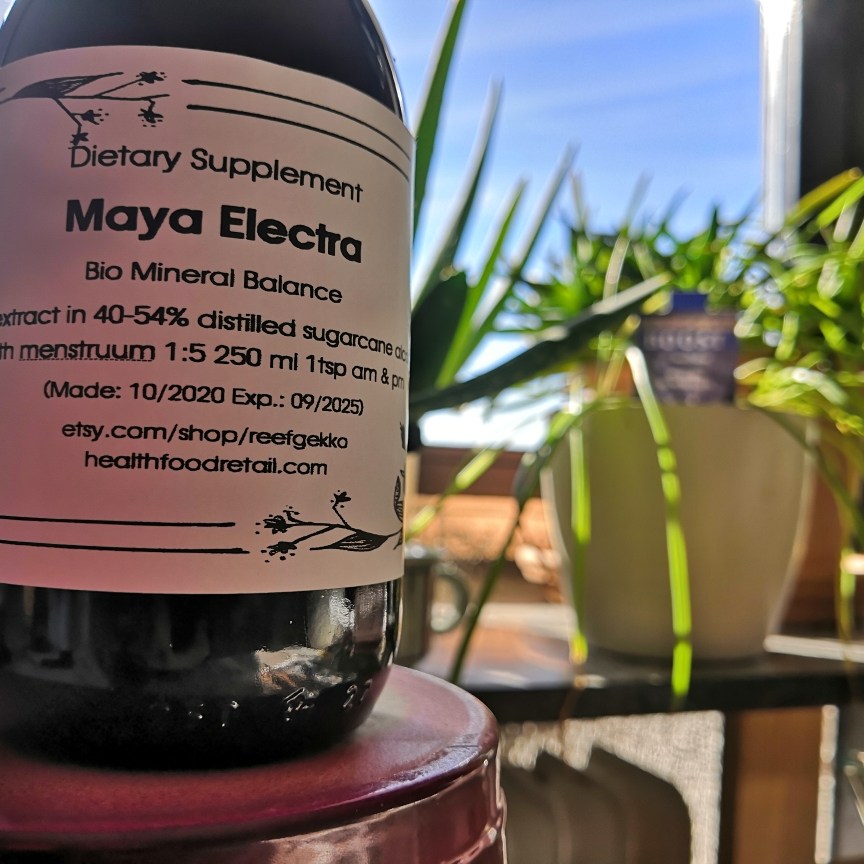 Dietary Supplement
Maya Electra
Bio Mineral Balance
extract in 40-54% distilled sugarcane
menstruum 1:5 250 ml 1tsp am & pm
(Made: 10/2020 Exp.: 09/2025)
etsy.com/shop/reefgekko
healthfoodretail.com